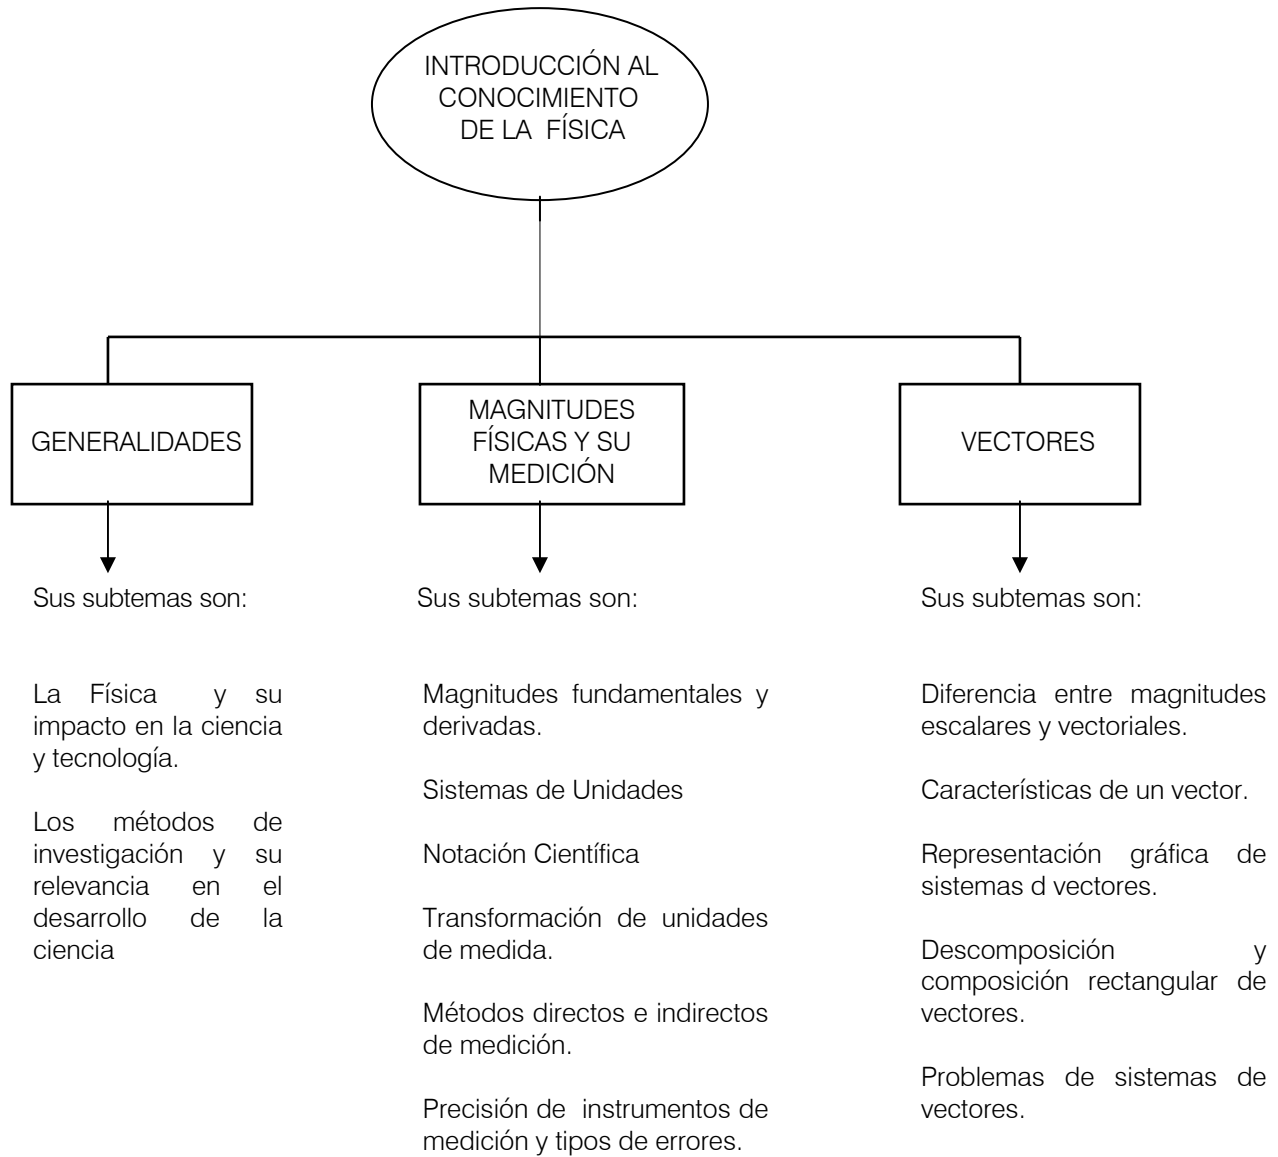 INTRODUCCIÓN AL
CONOCIMIENTO
DE LA FÍSICA
GENERALIDADES
MAGNITUDES
FÍSICAS Y SU
MEDICIÓN
VECTORES
Sus subtemas son:
La Física y su
impacto en la ciencia
y tecnología.
Los métodos de
investigación y su
relevancia en el
desarrollo de la
ciencia
Sus subtemas son:
Magnitudes fundamentales y
derivadas.
Sistemas de Unidades
Notación Científica
Transformación de unidades
de medida.
Métodos directos e indirectos
de medición.
Precisión de instrumentos de
medición y tipos de errores.
Sus subtemas son:
Diferencia entre magnitudes
escalares y vectoriales.
Características de un vector.
Representación gráfica de
sistemas d vectores.
Descomposición y
composición rectangular de
vectores.
Problemas de sistemas de
vectores.